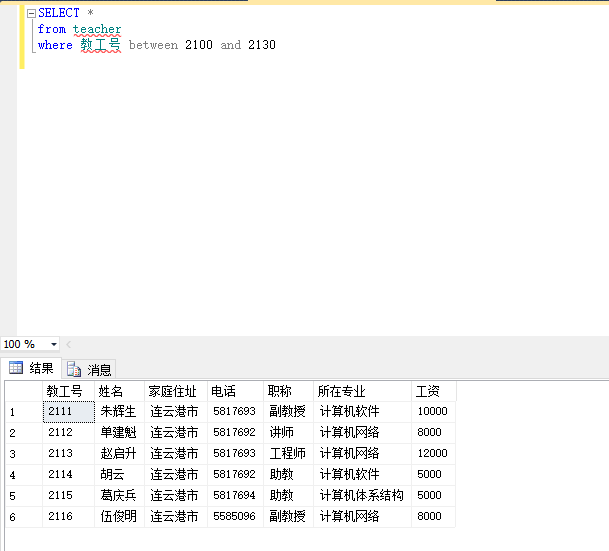 SELECT *
from teacher
where 教工号 between 2100 and 2130
100 %
结果 消息
教工号 姓名 家庭住址 电话 职称 所在专业 工资
1 2111 朱辉生 连云港市 5817693 副教授 计算机软件 10000
2 2112 单建魁 连云港市 5817692 讲师 计算机网络 8000
3 2113 赵启升 连云港市 5817693 工程师 计算机网络 12000
4 2114 胡云 连云港市 5817692 助教 计算机软件 5000
5 2115 葛庆兵 连云港市 5817694 助教 计算机体系结构 5000
6 2116 伍俊明 连云港市 5585096 副教授 计算机网络 8000